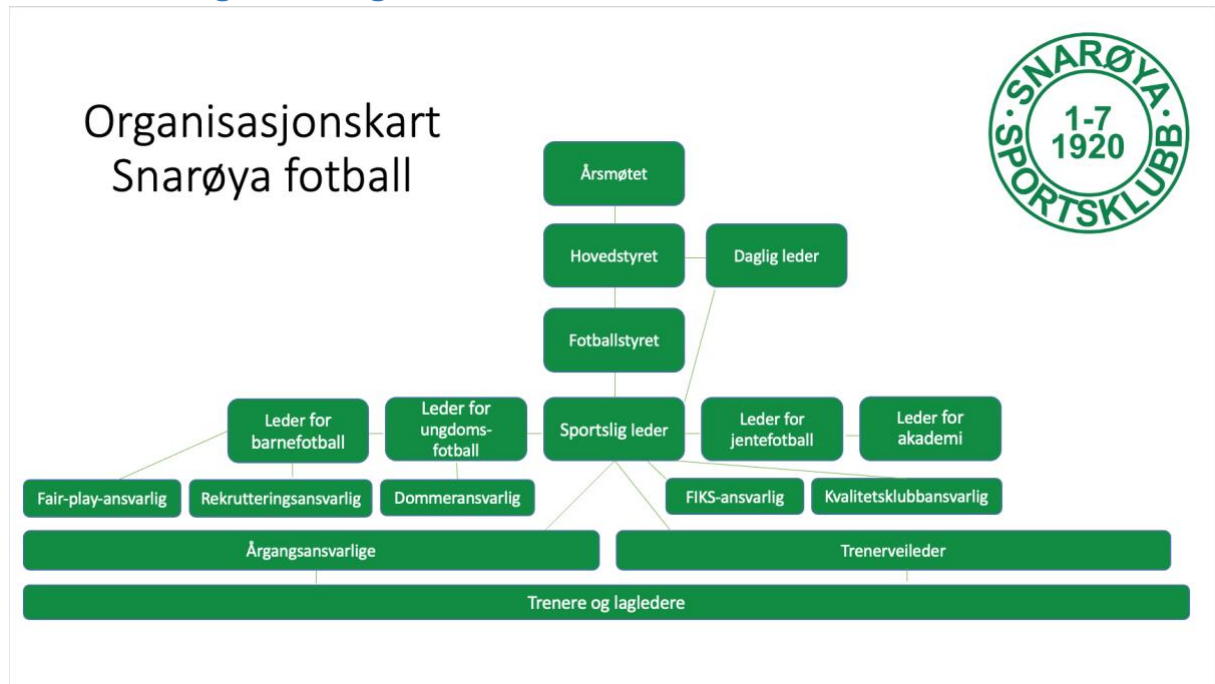 Organisasjonskart
Snarøya fotball
· SNARØYA ·
SPORTSKLUBB
1-7
1920
Årsmøtet
Hovedstyret
Daglig leder
Fotballstyret
Leder for
barnefotball
Leder for
ungdoms-
fotball
Sportslig leder
Leder for
jentefotball
Leder for
akademi
Fair-play-ansvarlig
Rekrutteringsansvarlig
Dommeransvarlig
FIKS-ansvarlig
Kvalitetsklubbansvarlig
Årgangsansvarlige
Trenerveileder
Trenere og lagledere